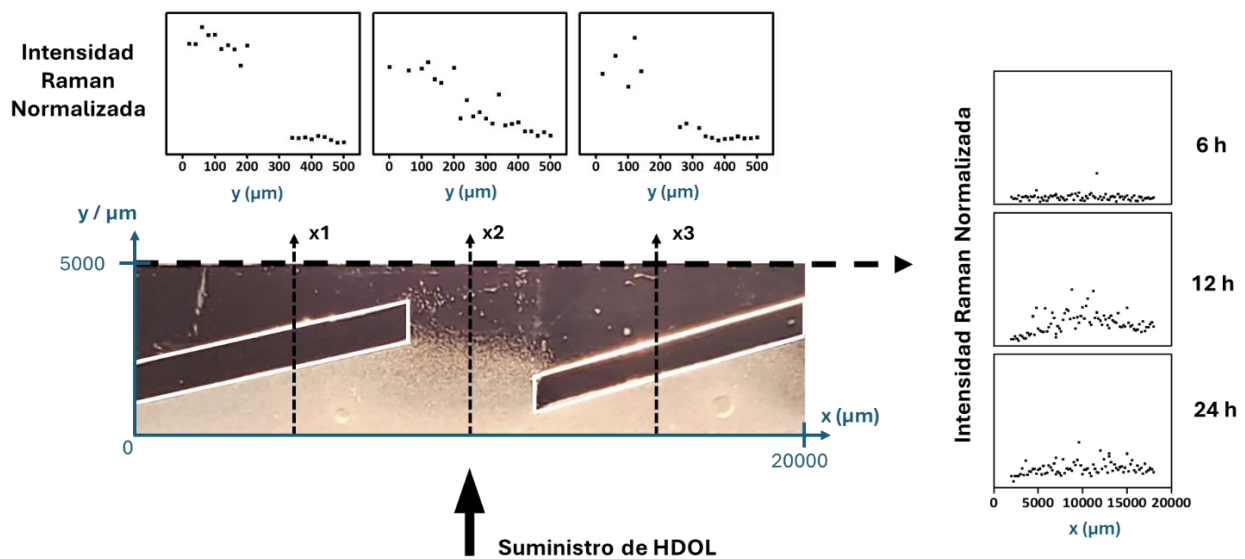 Intensidad
Raman
Normalizada
0 100 200 300 400 500
0 100 200 300 400 500
0 100 200 300 400 500
y (µm)
y (µm)
y (µm)
y / µm
x1
x2
x3
5000
x (µm)
0
20000
Suministro de HDOL
Intensidad Raman Normalizada
6 h
12 h
24 h
0 5000 10000 15000 20000
x (µm)